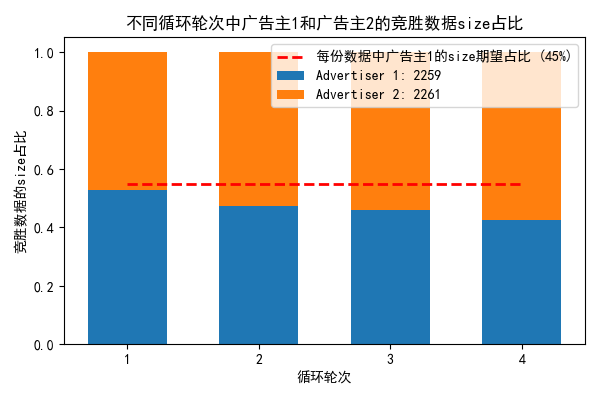 不同循环轮次中广告主1和广告主2的竞胜数据size占比
每份数据中广告主1的size期望占比 (45%)
Advertiser 1: 2259
Advertiser 2: 2261
竞胜数据的size占比
1.0
0.8
0.6
0.4
0.2
0.0
1 2 3 4
循环轮次